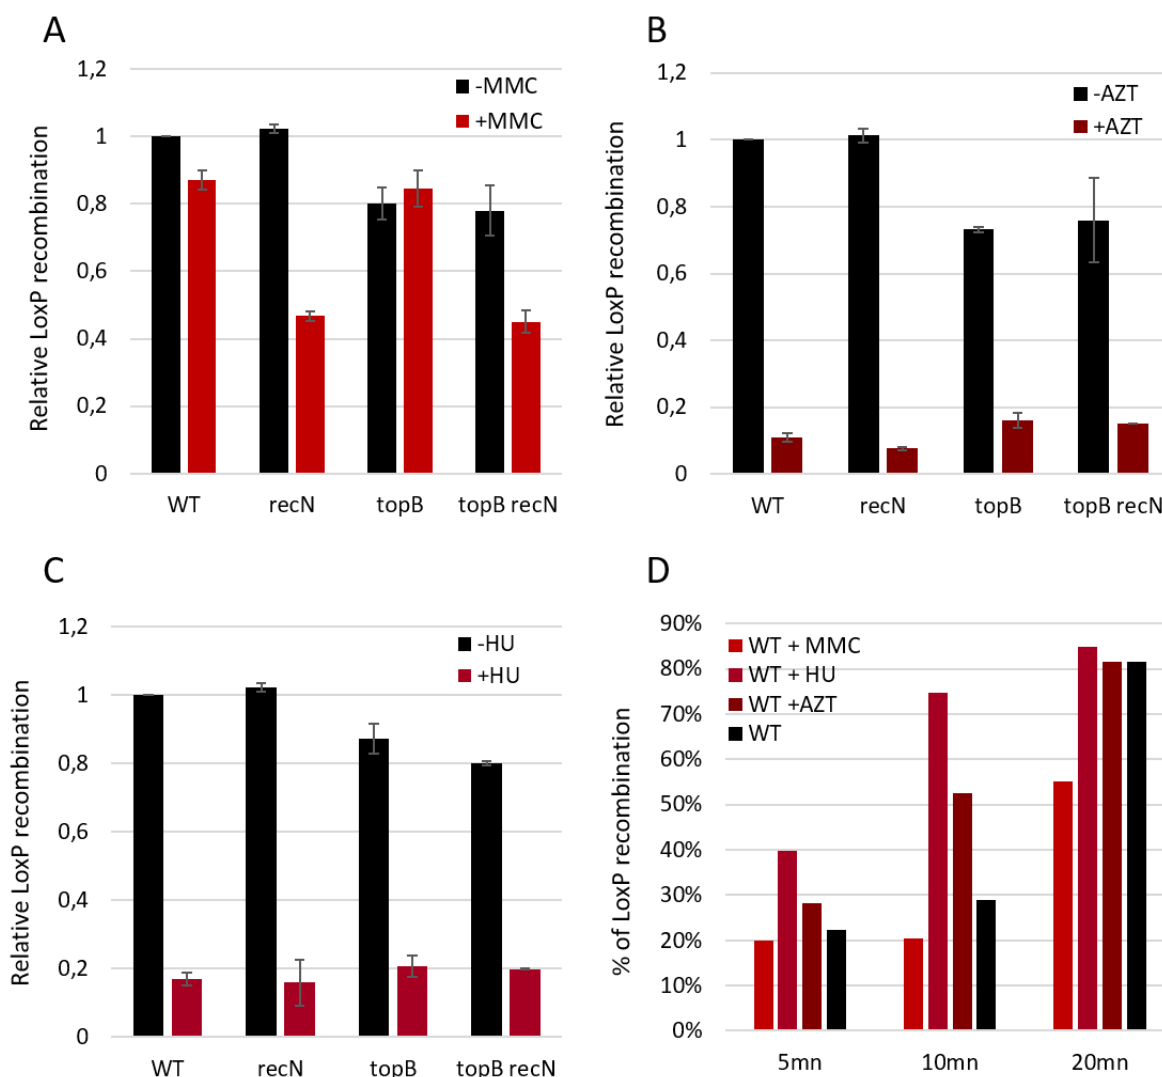 A
Relative LoxP recombination
1,2
1
0,8
0,6
0,4
0,2
0
-MMC
+MMC
WT recN topB topB recN
B
Relative LoxP recombination
1,2
1
0,8
0,6
0,4
0,2
0
-AZT
+AZT
WT recN topB topB recN
C
Relative LoxP recombination
1,2
1
0,8
0,6
0,4
0,2
0
-HU
+HU
WT recN topB topB recN
D
% of LoxP recombination
90%
80%
70%
60%
50%
40%
30%
20%
10%
0%
WT + MMC
WT + HU
WT +AZT
WT
5mn 10mn 20mn